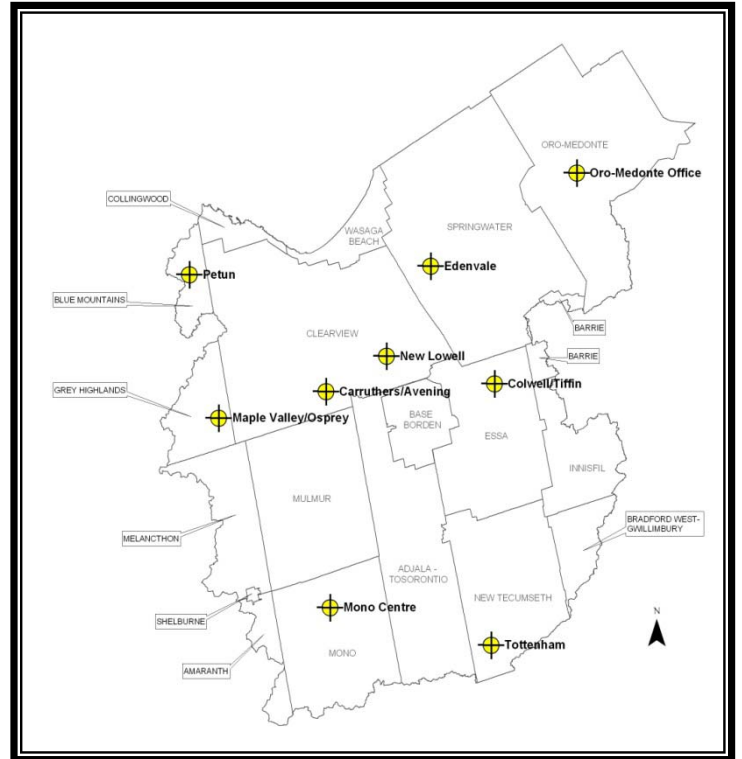 ORO-MEDONTE
Oro-Medonte Office
COLLINGWOOD
WASAGA
BEACH
SPRINGWATER
Edenvale
Petun
BLUE MOUNTAINS
BARRIE
CLEARVIEW
New Lowell
BARRIE
GREY HIGHLANDS
Carruthers/Avening
Colwell/Tiffin
Maple Valley/Osprey
BASE
BORDEN
ESSA
INNISFIL
MULMUR
BRADFORD WEST-
GWILLIMBURY
MELANCTHON
ADJALA -
TOSORONTIO
NEW TECUMSETH
Mono Centre
SHELBURNE
N
Tottenham
MONO
AMARANTH